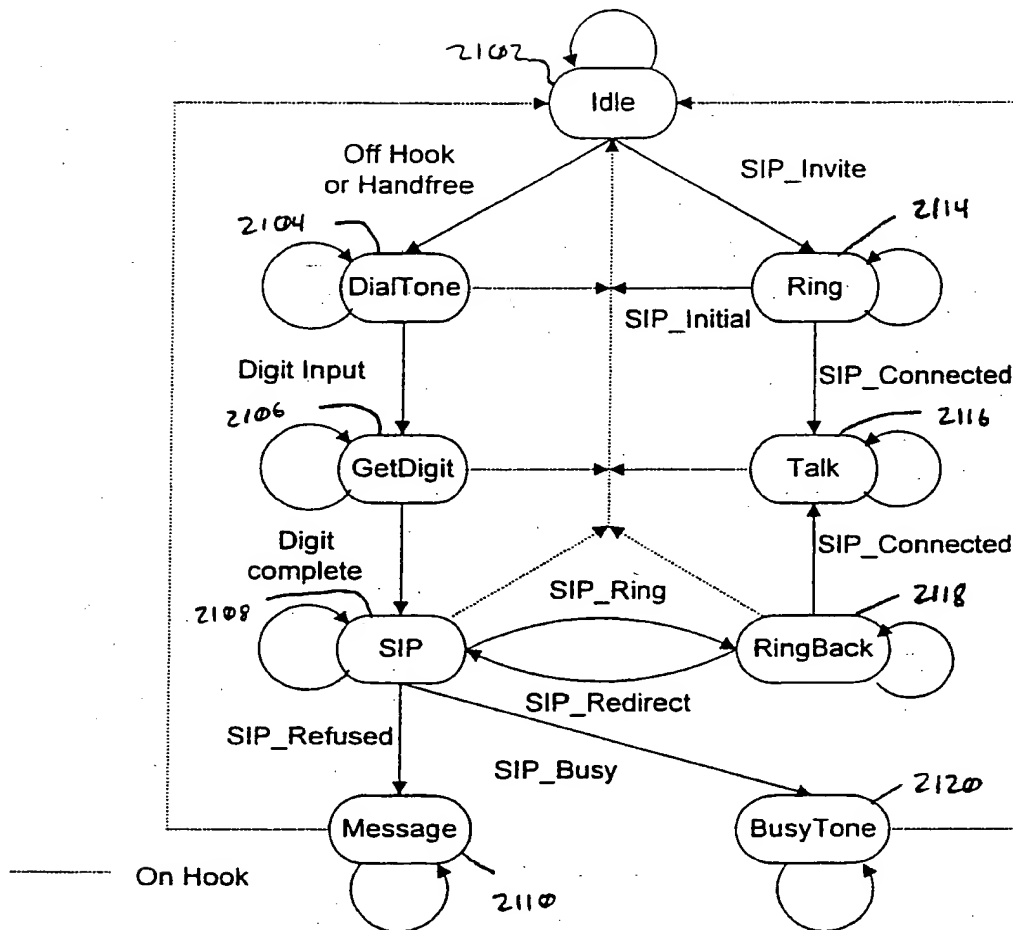 2102
Idle
Off Hook
or Handfree
SIP_Invite
2104
2114
DialTone
Ring
SIP_Initial
Digit Input
SIP_Connected
2106
2116
GetDigit
Talk
Digit
complete
SIP_Connected
SIP_Ring
2108
2118
SIP
RingBack
SIP_Redirect
SIP_Refused
SIP_Busy
2120
Message
BusyTone
On Hook
2110